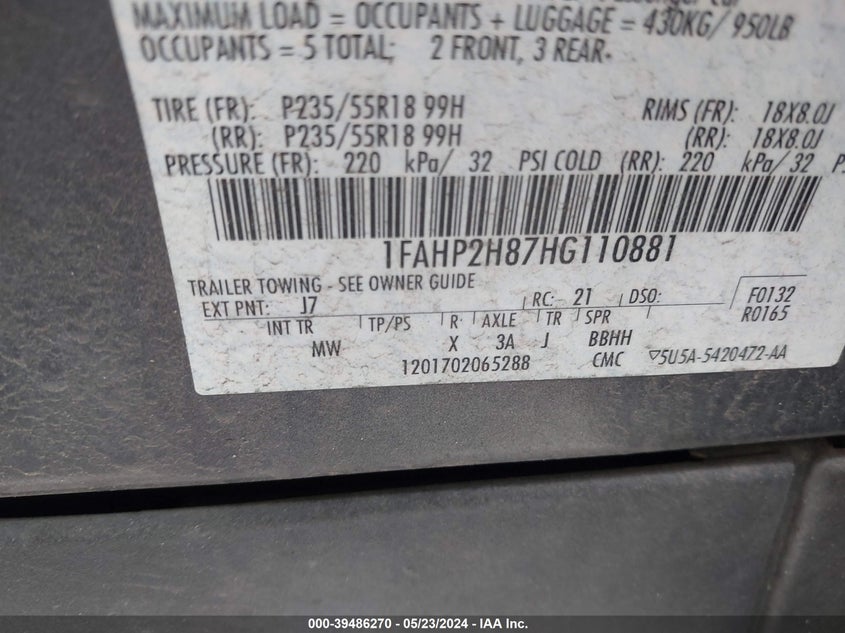 MAXIMUM LOAD = OCCUPANTS + LUGGAGE = 430KG/ 950LB
OCCUPANTS = 5 TOTAL; 2 FRONT, 3 REAR.
TIRE (FR): P235/55R18 99H RIMS (FR): 18X8.0J
(RR): P235/55R18 99H (RR): 18X8.0J
PRESSURE (FR): 220 kPa/ 32 PSI COLD (RR): 220 kPa/ 32
1FAHP2H87HG110881
TRAILER TOWING - SEE OWNER GUIDE
EXT PNT: J7 RC: 21 DSO: F0132
INT TR TP/PS R AXLE TR SPR R0165
MW X 3A J BBHH
1201702065288 CMC ▽5U5A-5420472-AA
000-39486270 - 05/23/2024 - IAA Inc.